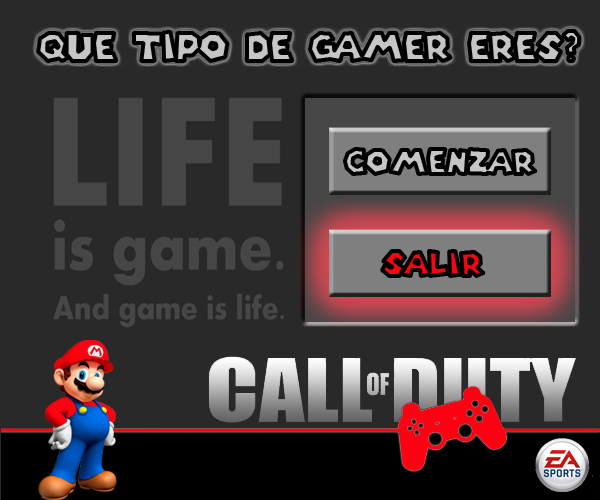 QUE TIPO DE GAMER ERES?
LIFE
is game.
And game is life.
COMENZAR
SALIR
M
CALL OF DUTY
EA
SPORTS